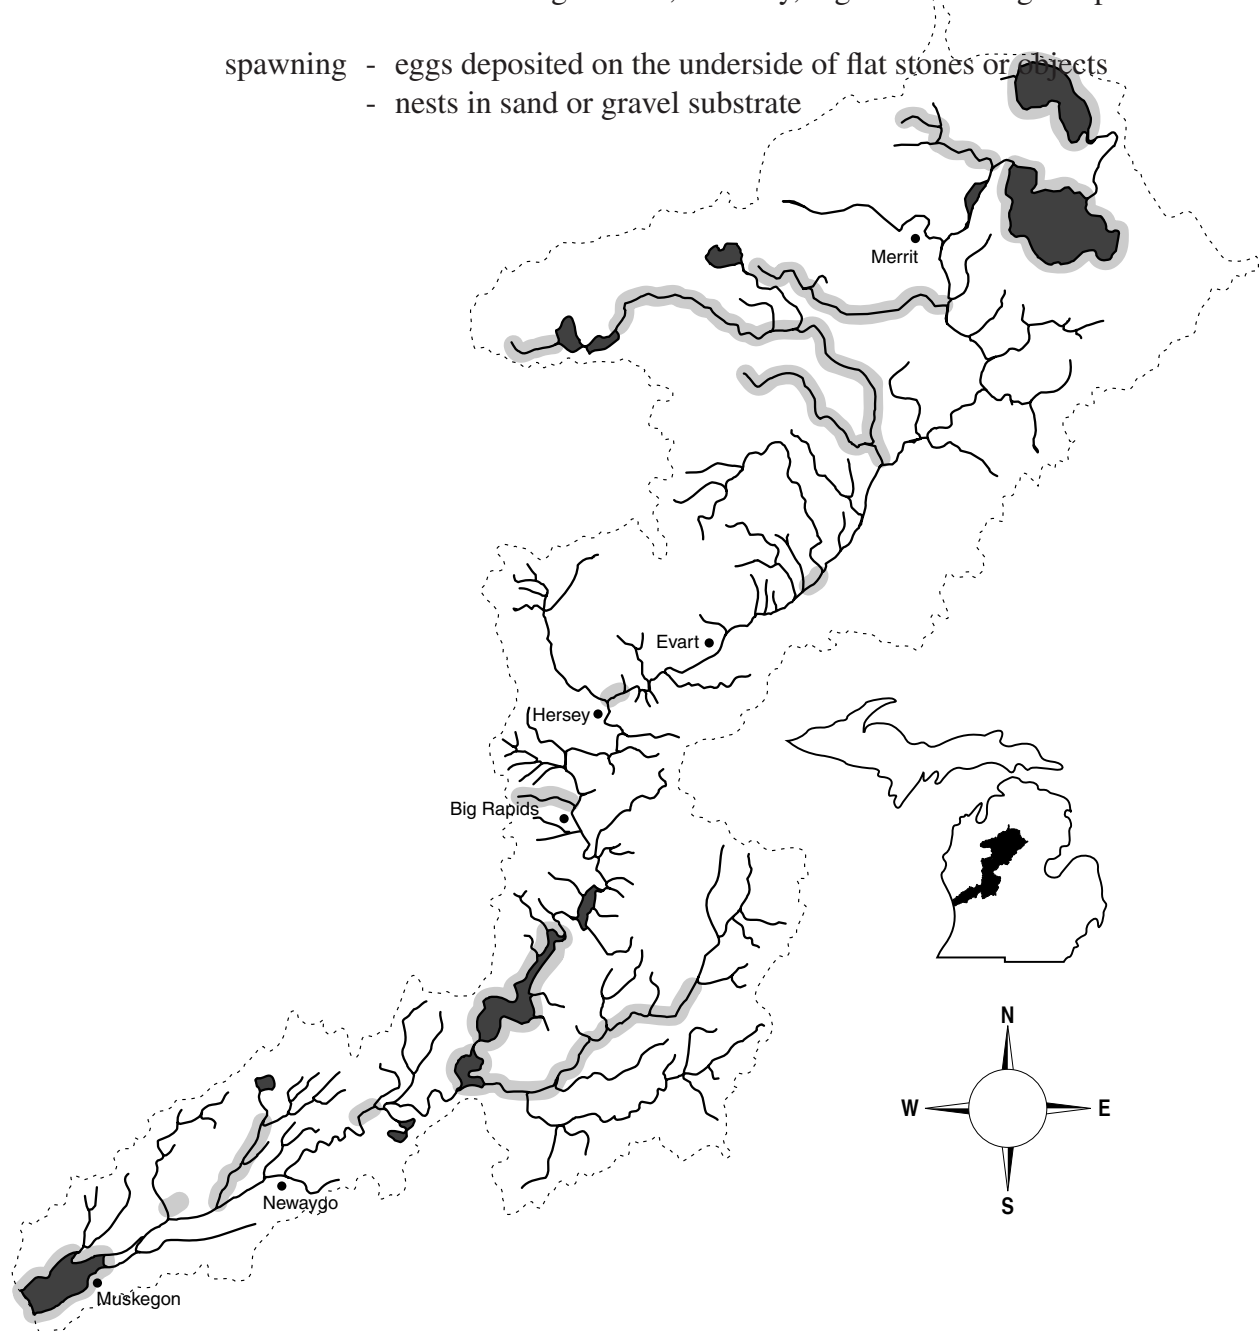 spawning - eggs deposited on the underside of flat stones or objects
- nests in sand or gravel substrate
Merrit
Evart
Hersey
Big Rapids
N
W
E
S
Newaygo
Muskegon